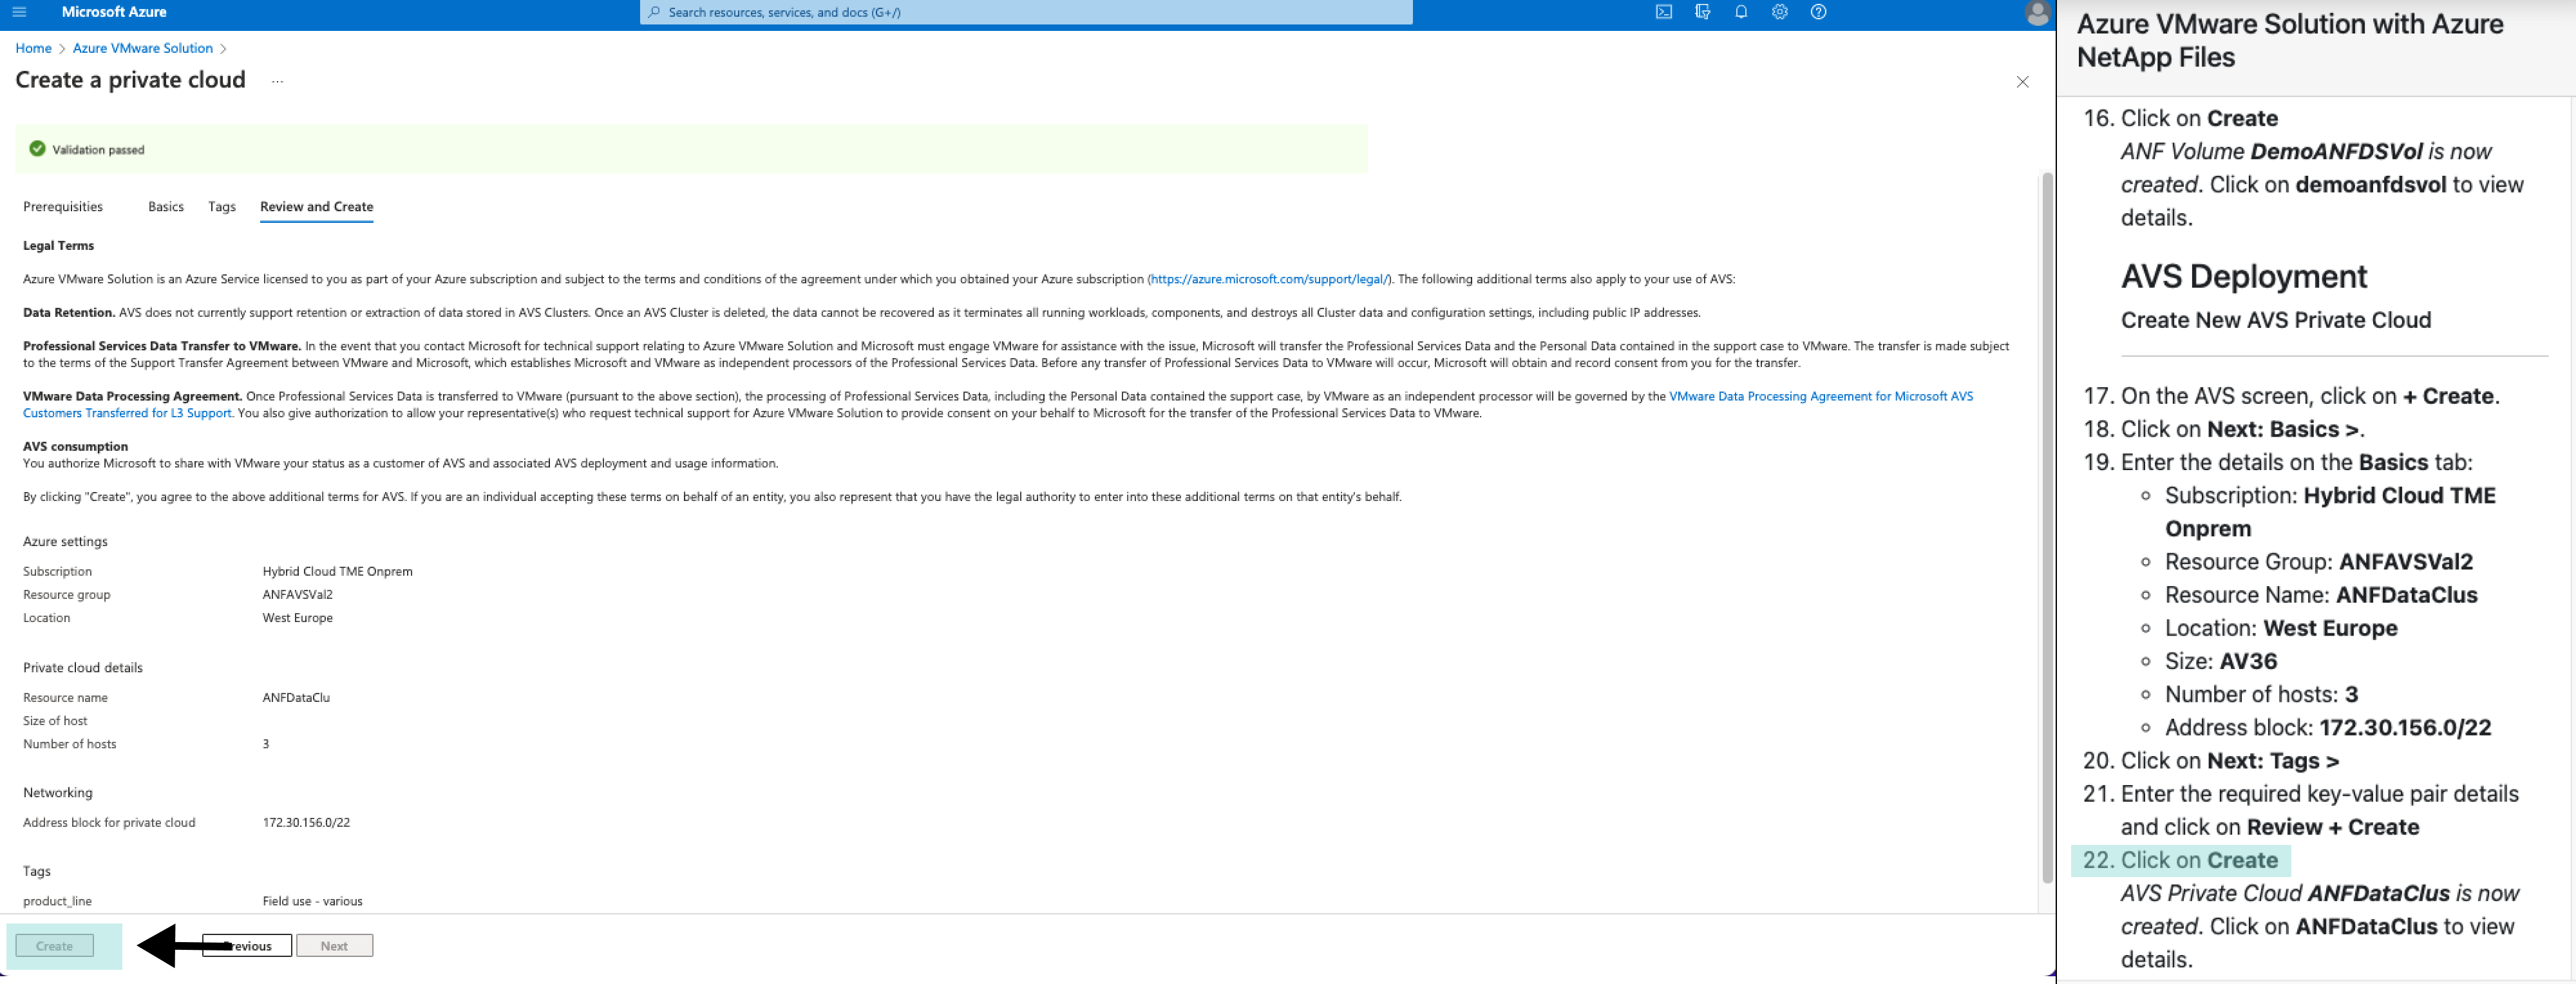 Microsoft Azure
Search resources, services, and docs (G+/)
Home > Azure VMware Solution >
Create a private cloud ...
Validation passed
Prerequisities Basics Tags Review and Create
Legal Terms
Azure VMware Solution is an Azure Service licensed to you as part of your Azure subscription and subject to the terms and conditions of the agreement under which you obtained your Azure subscription (https://azure.microsoft.com/support/legal/). The following additional terms also apply to your use of AVS:
Data Retention. AVS does not currently support retention or extraction of data stored in AVS Clusters. Once an AVS Cluster is deleted, the data cannot be recovered as it terminates all running workloads, components, and destroys all Cluster data and configuration settings, including public IP addresses.
Professional Services Data Transfer to VMware. In the event that you contact Microsoft for technical support relating to Azure VMware Solution and Microsoft must engage VMware for assistance with the issue, Microsoft will transfer the Professional Services Data and the Personal Data contained in the support case to VMware. The transfer is made subject
to the terms of the Support Transfer Agreement between VMware and Microsoft, which establishes Microsoft and VMware as independent processors of the Professional Services Data. Before any transfer of Professional Services Data to VMware will occur, Microsoft will obtain and record consent from you for the transfer.
VMware Data Processing Agreement. Once Professional Services Data is transferred to VMware (pursuant to the above section), the processing of Professional Services Data, including the Personal Data contained the support case, by VMware as an independent processor will be governed by the VMware Data Processing Agreement for Microsoft AVS
Customers Transferred for L3 Support. You also give authorization to allow your representative(s) who request technical support for Azure VMware Solution to provide consent on your behalf to Microsoft for the transfer of the Professional Services Data to VMware.
AVS consumption
You authorize Microsoft to share with VMware your status as a customer of AVS and associated AVS deployment and usage information.
By clicking "Create", you agree to the above additional terms for AVS. If you are an individual accepting these terms on behalf of an entity, you also represent that you have the legal authority to enter into these additional terms on that entity's behalf.
Azure settings
Subscription Hybrid Cloud TME Onprem
Resource group ANFAVSVal2
Location West Europe
Private cloud details
Resource name ANFDataClu
Size of host
Number of hosts 3
Networking
Address block for private cloud 172.30.156.0/22
Tags
product_line Field use - various
Create revious Next
Azure VMware Solution with Azure
NetApp Files
16. Click on Create
ANF Volume DemoANFDSVol is now
created. Click on demoanfdsvol to view
details.
AVS Deployment
Create New AVS Private Cloud
17. On the AVS screen, click on + Create.
18. Click on Next: Basics >.
19. Enter the details on the Basics tab:
◦ Subscription: Hybrid Cloud TME
Onprem
◦ Resource Group: ANFAVSVal2
◦ Resource Name: ANFDataClus
◦ Location: West Europe
◦ Size: AV36
◦ Number of hosts: 3
◦ Address block: 172.30.156.0/22
20. Click on Next: Tags >
21. Enter the required key-value pair details
and click on Review + Create
22. Click on Create
AVS Private Cloud ANFDataClus is now
created. Click on ANFDataClus to view
details.